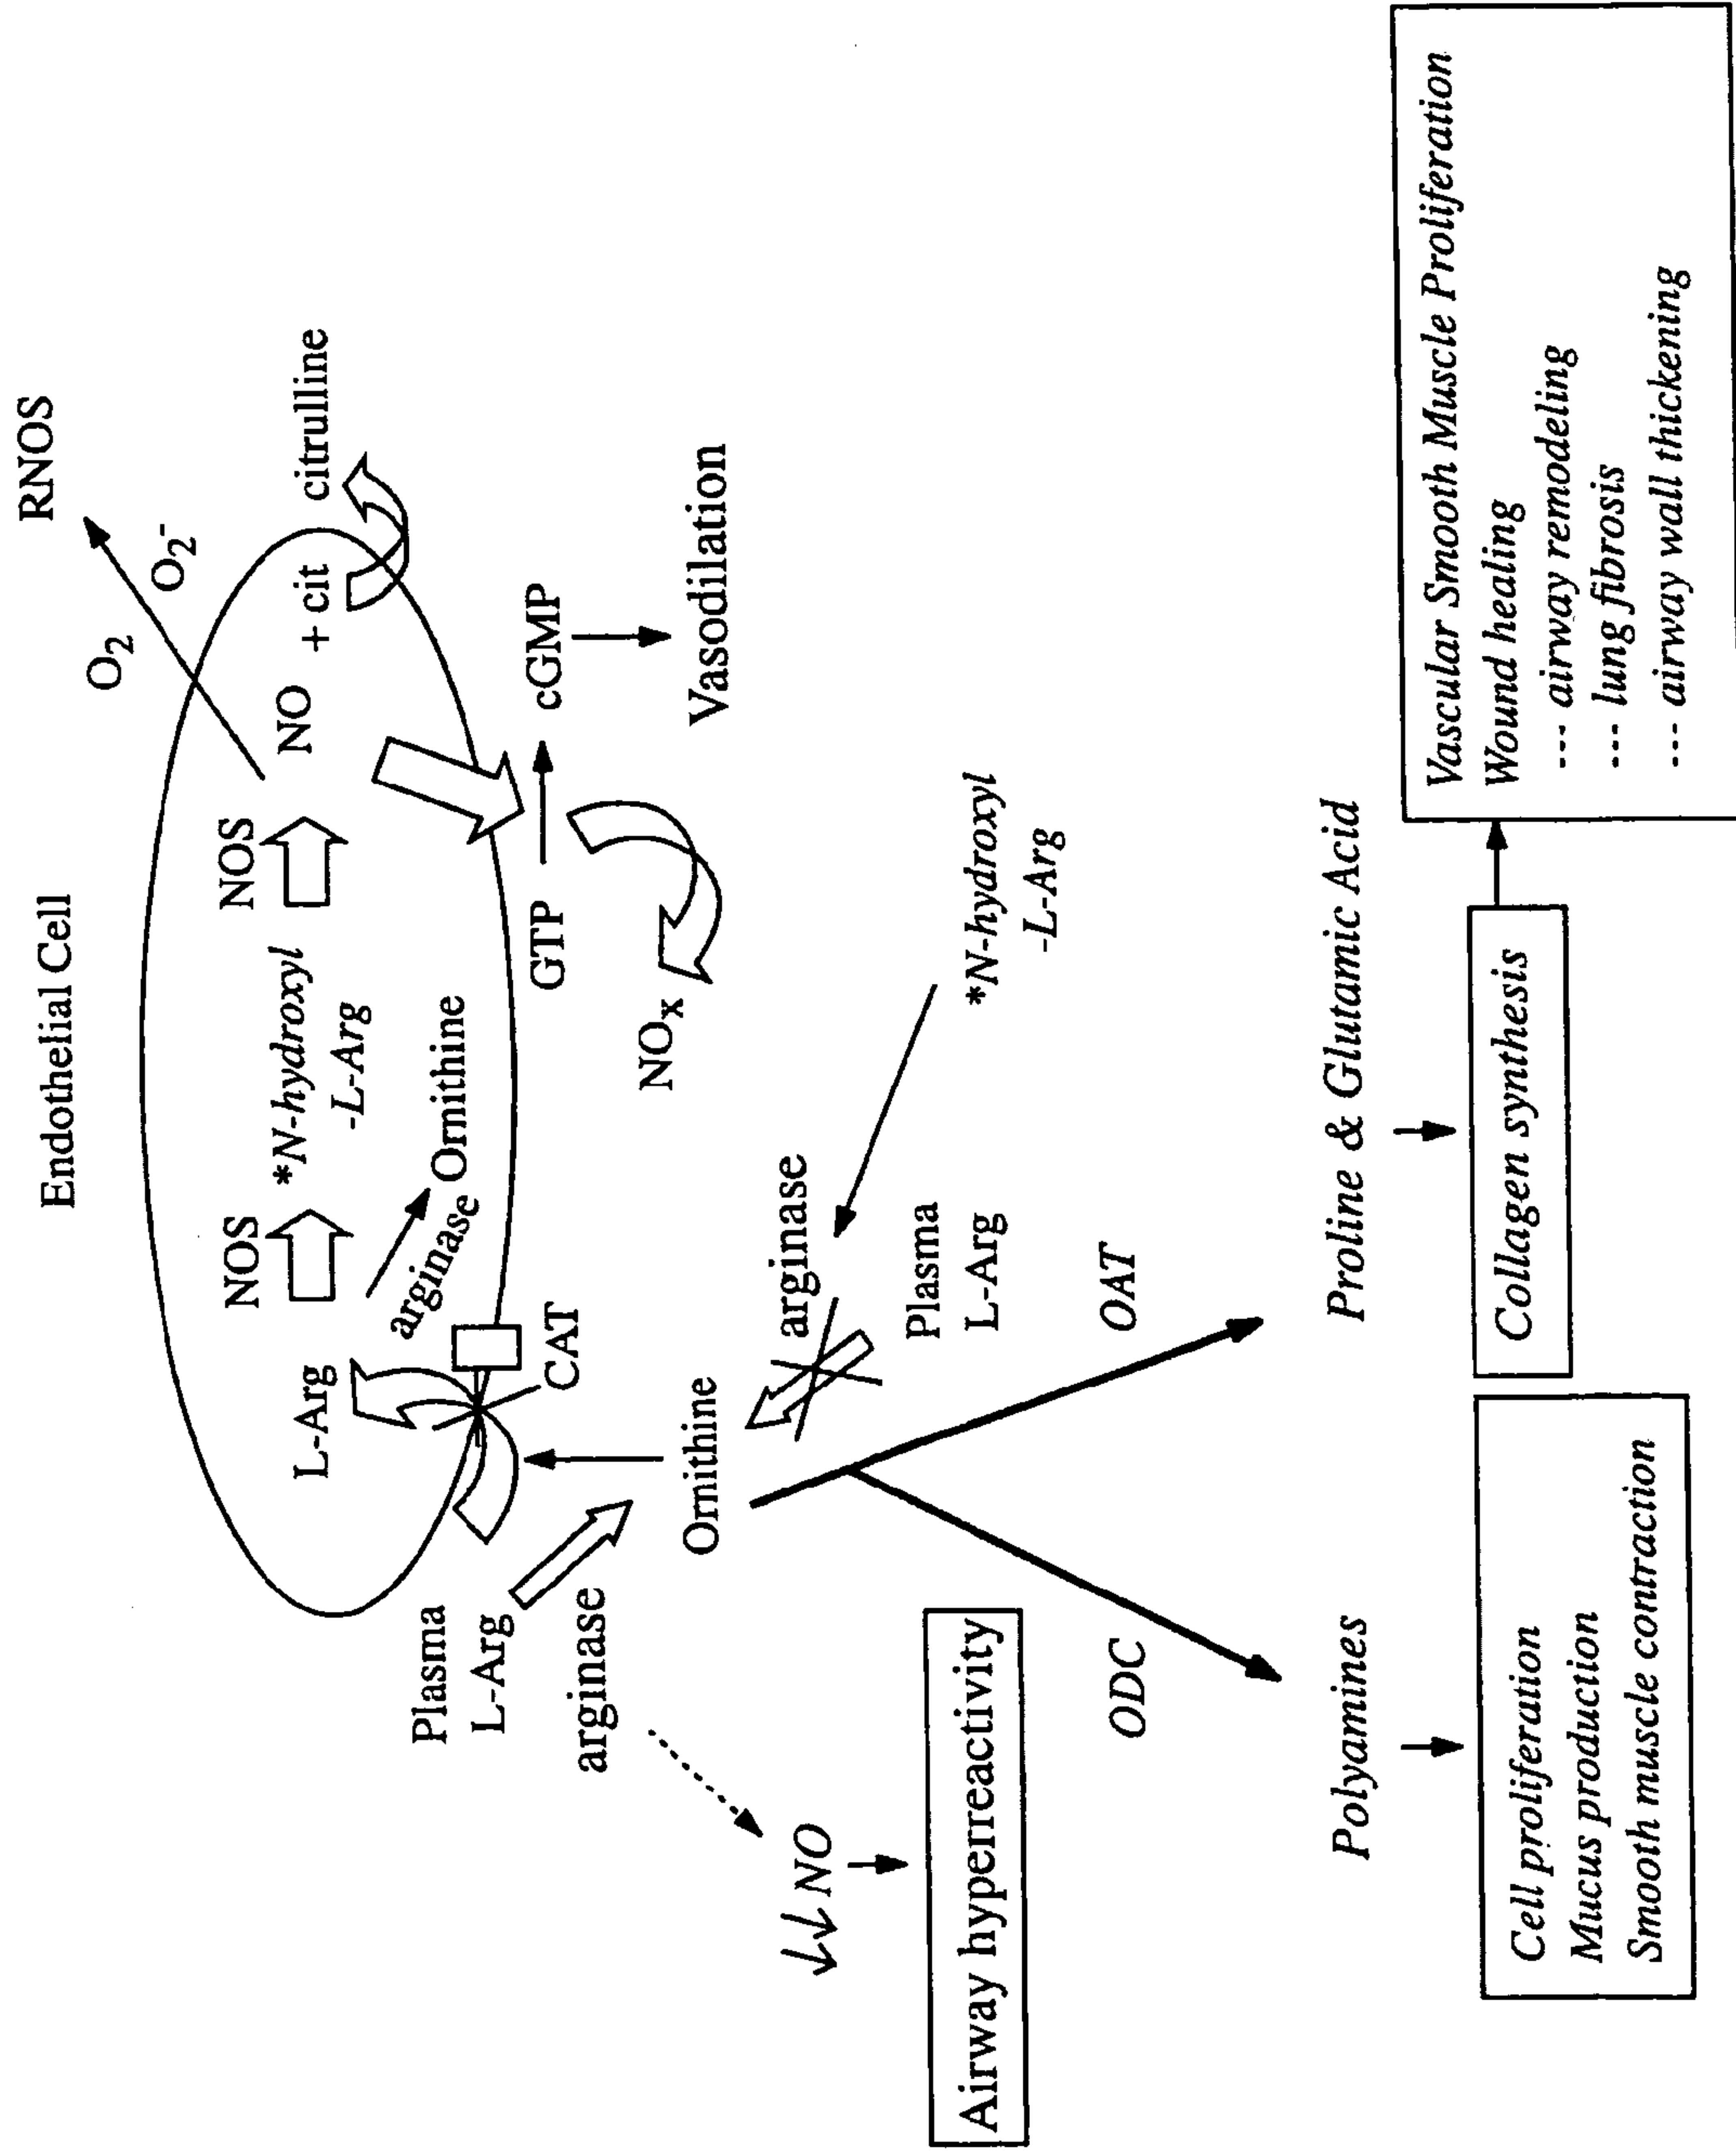 Endothelial Cell
RNOS
O₂
O₂⁻
L-Arg
NOS
*N-hydroxyl
-L-Arg
NOS
NO + cit
citrulline
arginase
Ornithine
CAT
GTP
cGMP
Vasodilation
NOₓ
Plasma
L-Arg
arginase
Ornithine
arginase
Plasma
L-Arg
*N-hydroxyl
-L-Arg
↓↓ NO
Airway hyperreactivity
ODC
OAT
Polyamines
Proline & Glutamic Acid
Cell proliferation
Mucus production
Smooth muscle contraction
Collagen synthesis
Vascular Smooth Muscle Proliferation
Wound healing
--- airway remodeling
--- lung fibrosis
--- airway wall thickening